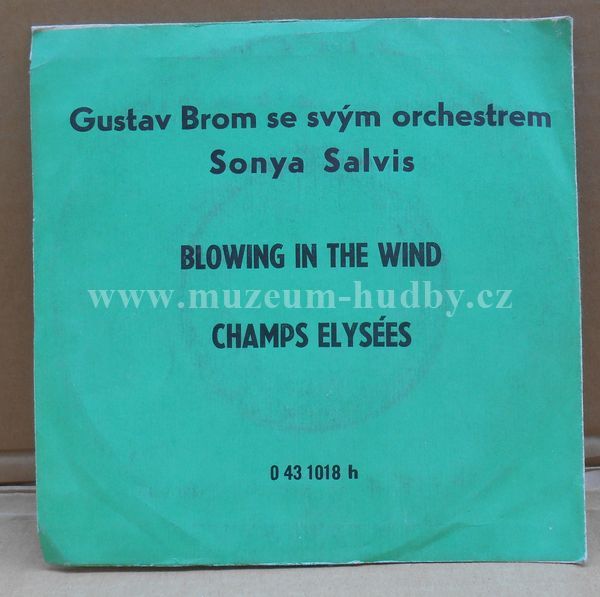 Gustav Brom se svým orchestrem
Sonya Salvis
BLOWING IN THE WIND
www.muzeum-hudby.cz
CHAMPS ELYSÉES
0 43 1018 h